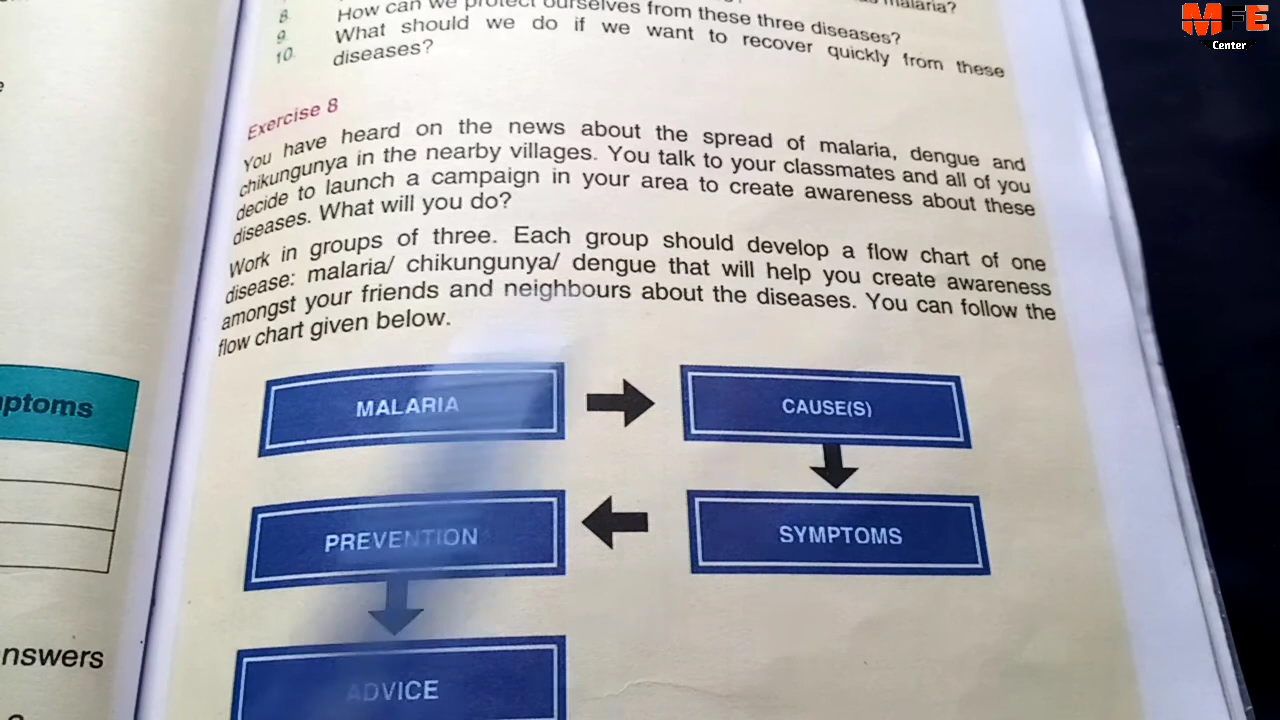 malaria?
8. How can we protect ourselves from these three diseases?
9. What should we do if we want to recover quickly from these
10. diseases?
Exercise 8
You have heard on the news about the spread of malaria, dengue and
chikungunya in the nearby villages. You talk to your classmates and all of you
decide to launch a campaign in your area to create awareness about these
diseases. What will you do?
Work in groups of three. Each group should develop a flow chart of one
disease: malaria/ chikungunya/ dengue that will help you create awareness
amongst your friends and neighbours about the diseases. You can follow the
flow chart given below.
MALARIA
CAUSE(S)
PREVENTION
SYMPTOMS
ADVICE
ptoms
nswers
MFE
Center